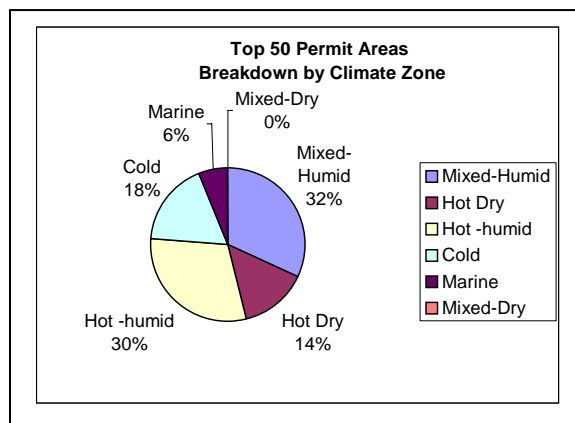 Top 50 Permit Areas
Breakdown by Climate Zone
Mixed-Dry
0%
Marine
6%
Mixed-
Humid
32%
Cold
18%
Hot -humid
30%
Hot Dry
14%
Mixed-Humid
Hot Dry
Hot -humid
Cold
Marine
Mixed-Dry